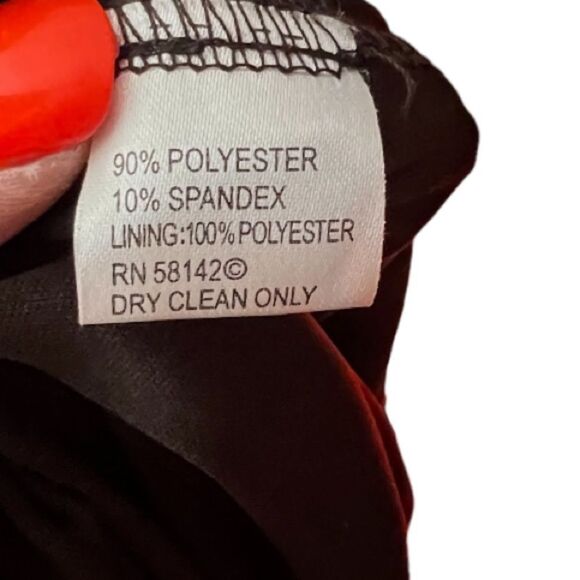 90% POLYESTER
10% SPANDEX
LINING:100%POLYESTER
RN 58142©
DRY CLEAN ONLY